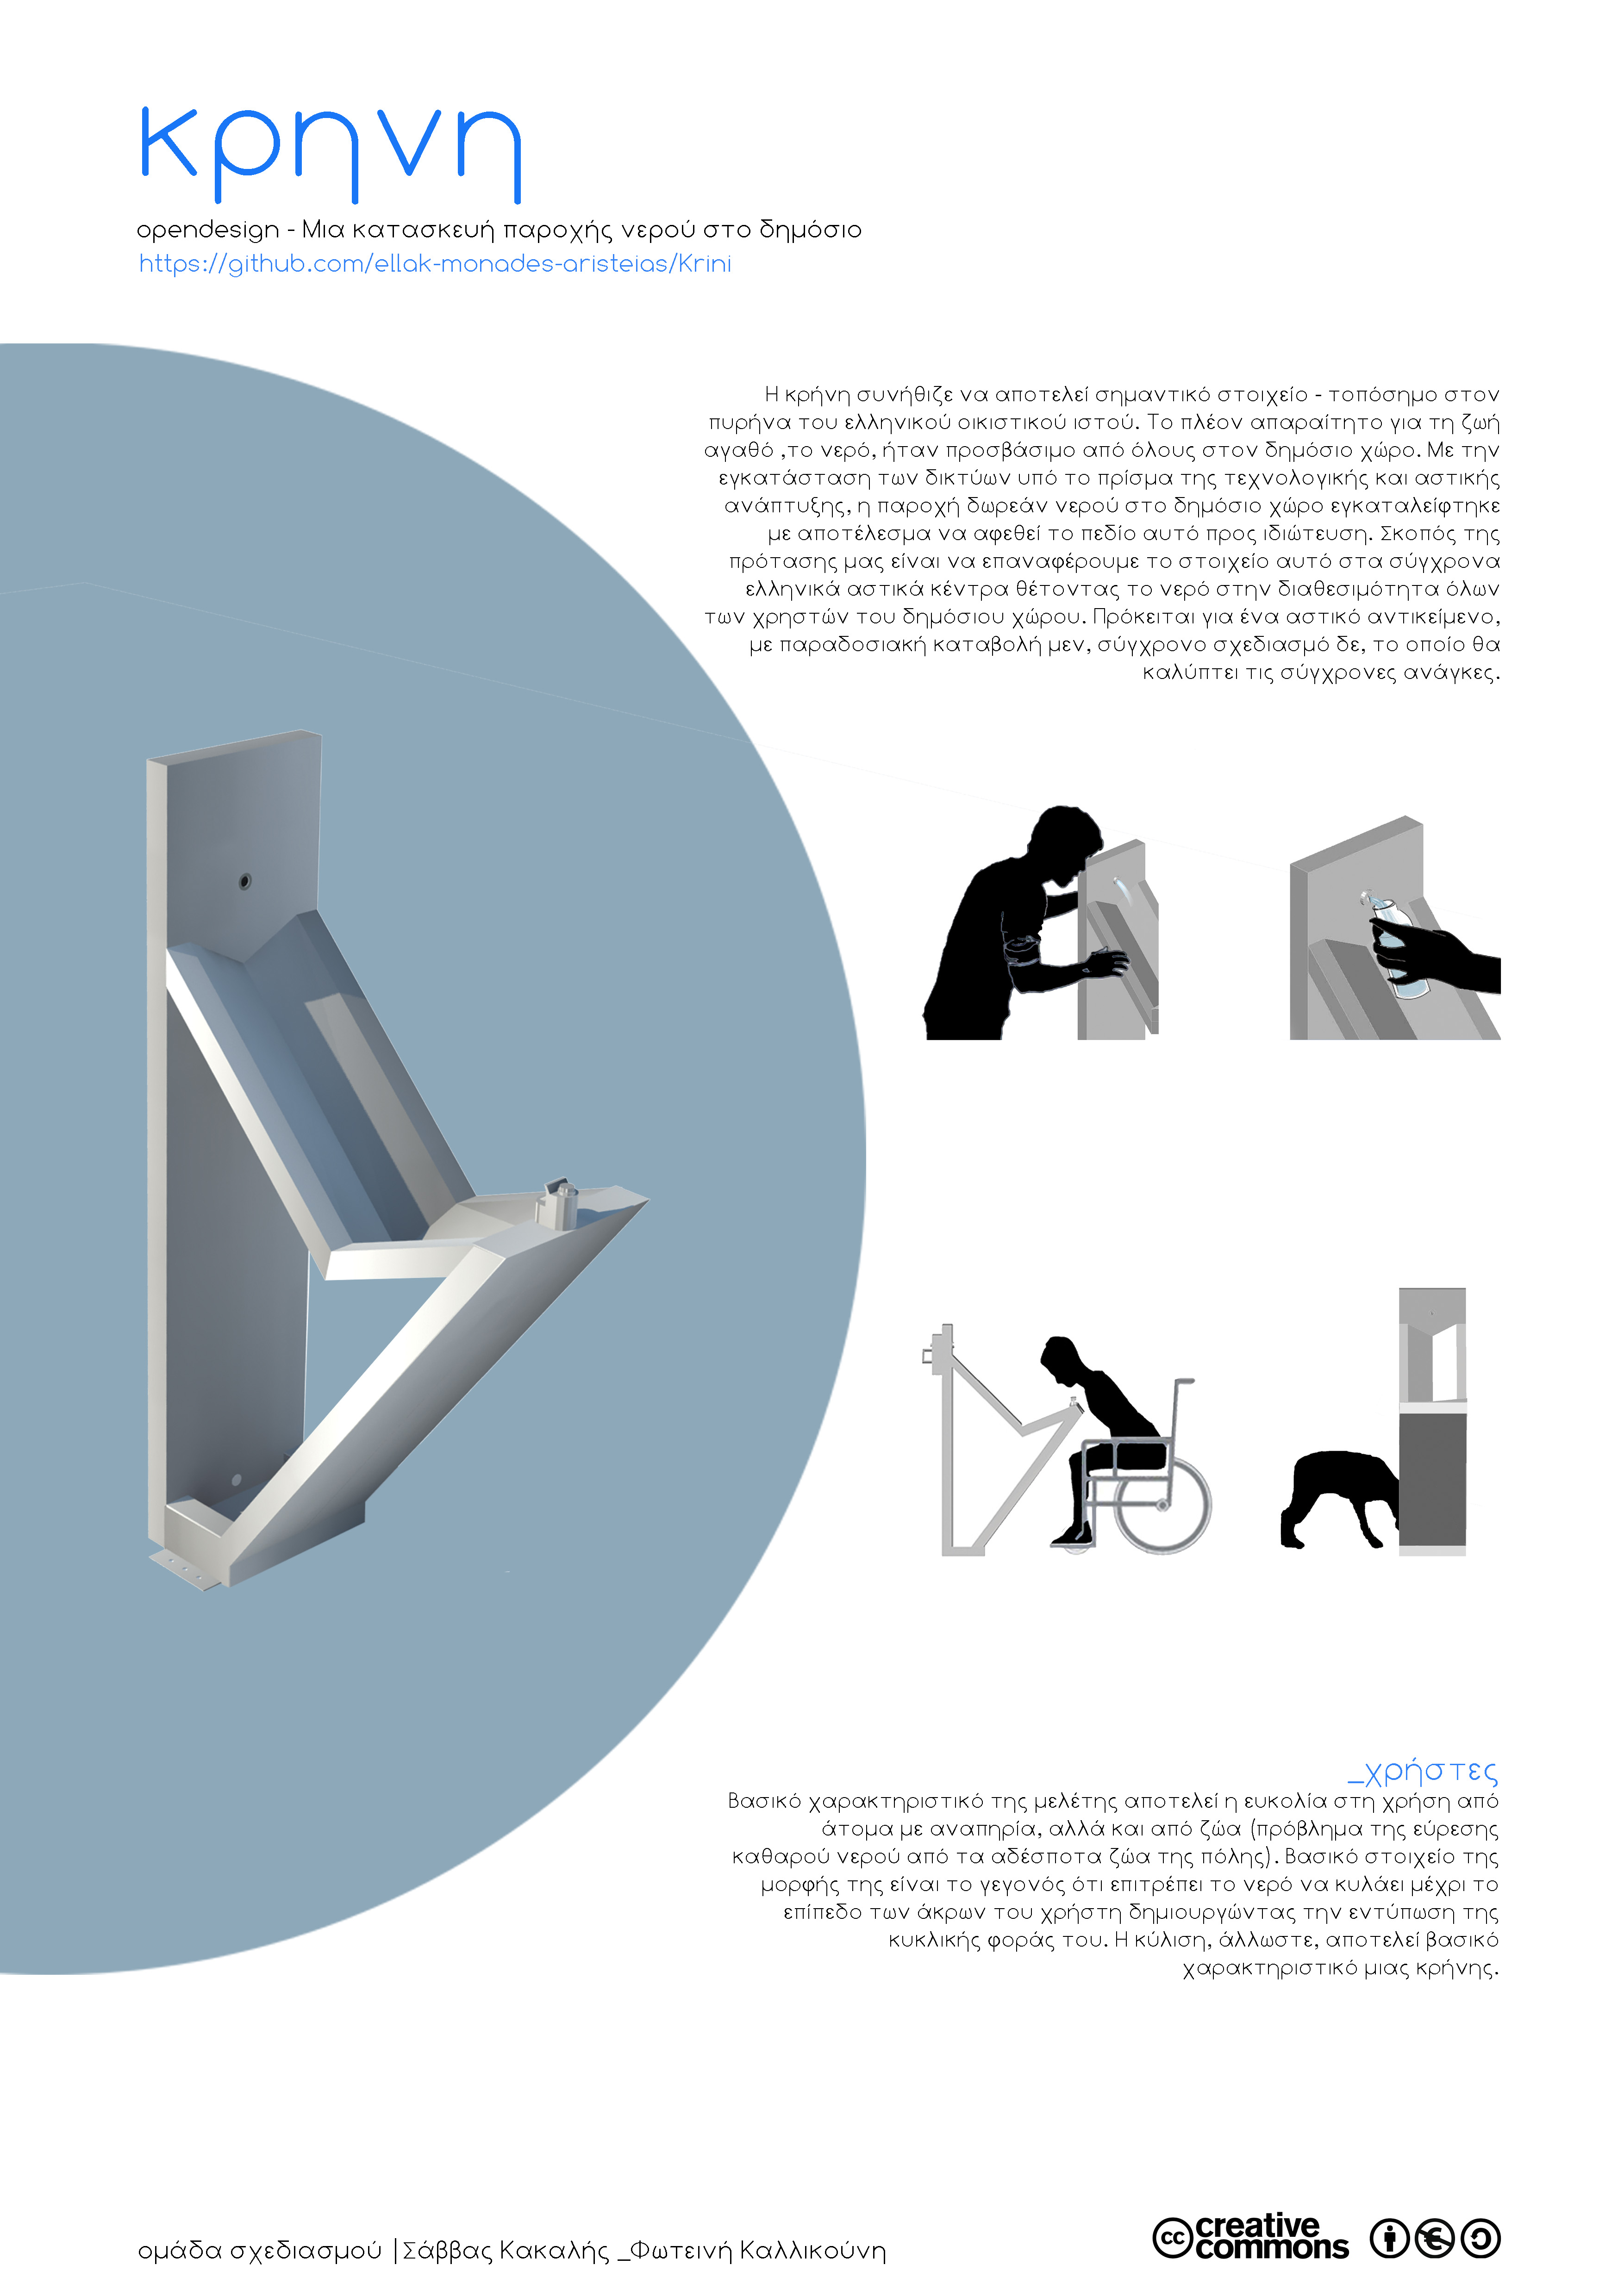 κρηνη
opendesign - Μια κατασκευή παροχής νερού στο δημόσιο
https://github.com/ellak-monades-aristeias/Krini
Η κρήνη συνήθιζε να αποτελεί σημαντικό στοιχείο - τοπόσημο στον
πυρήνα του ελληνικού οικιστικού ιστού. Το πλέον απαραίτητο για τη ζωή
αγαθό ,το νερό, ήταν προσβάσιμο από όλους στον δημόσιο χώρο. Με την
εγκατάσταση των δικτύων υπό το πρίσμα της τεχνολογικής και αστικής
ανάπτυξης, η παροχή δωρεάν νερού στο δημόσιο χώρο εγκαταλείφτηκε
με αποτέλεσμα να αφεθεί το πεδίο αυτό προς ιδιώτευση. Σκοπός της
πρότασης μας είναι να επαναφέρουμε το στοιχείο αυτό στα σύγχρονα
ελληνικά αστικά κέντρα θέτοντας το νερό στην διαθεσιμότητα όλων
των χρηστών του δημόσιου χώρου. Πρόκειται για ένα αστικό αντικείμενο,
με παραδοσιακή καταβολή μεν, σύγχρονο σχεδιασμό δε, το οποίο θα
καλύπτει τις σύγχρονες ανάγκες.
_χρήστες
Βασικό χαρακτηριστικό της μελέτης αποτελεί η ευκολία στη χρήση από
άτομα με αναπηρία, αλλά και από ζώα (πρόβλημα της εύρεσης
καθαρού νερού από τα αδέσποτα ζώα της πόλης). Βασικό στοιχείο της
μορφής της είναι το γεγονός ότι επιτρέπει το νερό να κυλάει μέχρι το
επίπεδο των άκρων του χρήστη δημιουργώντας την εντύπωση της
κυκλικής φοράς του. Η κύλιση, άλλωστε, αποτελεί βασικό
χαρακτηριστικό μιας κρήνης.
ομάδα σχεδιασμού |Σάββας Κακαλής _Φωτεινή Καλλικούνη
cc creative
commons